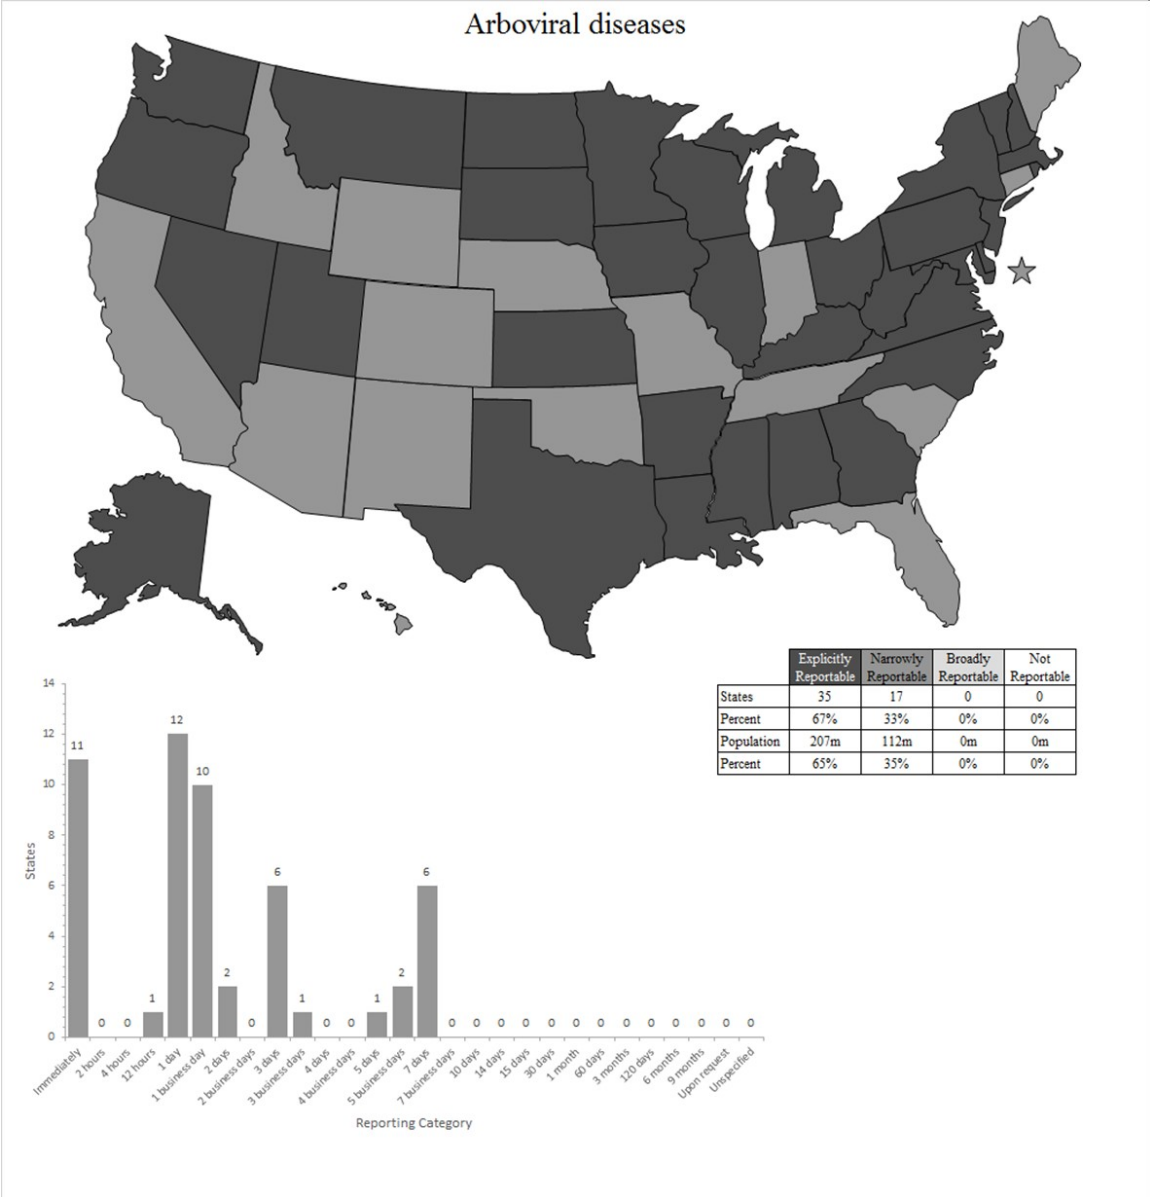 Arboviral diseases
Explicitly Reportable Narrowly Reportable Broadly Reportable Not Reportable
States 35 17 0 0
Percent 67% 33% 0% 0%
Population 207m 112m 0m 0m
Percent 65% 35% 0% 0%
14
12
10
8
6
4
2
0
States
11
0
0
1
12
10
2
0
6
1
0
0
1
2
6
0
0
0
0
0
0
0
0
0
0
0
0
0
Immediately
2 hours
4 hours
12 hours
1 day
1 business day
2 days
2 business days
3 days
3 business days
4 days
4 business days
5 days
5 business days
7 days
7 business days
10 days
14 days
15 days
30 days
1 month
60 days
3 months
120 days
6 months
9 months
Upon request
Unspecified
Reporting Category